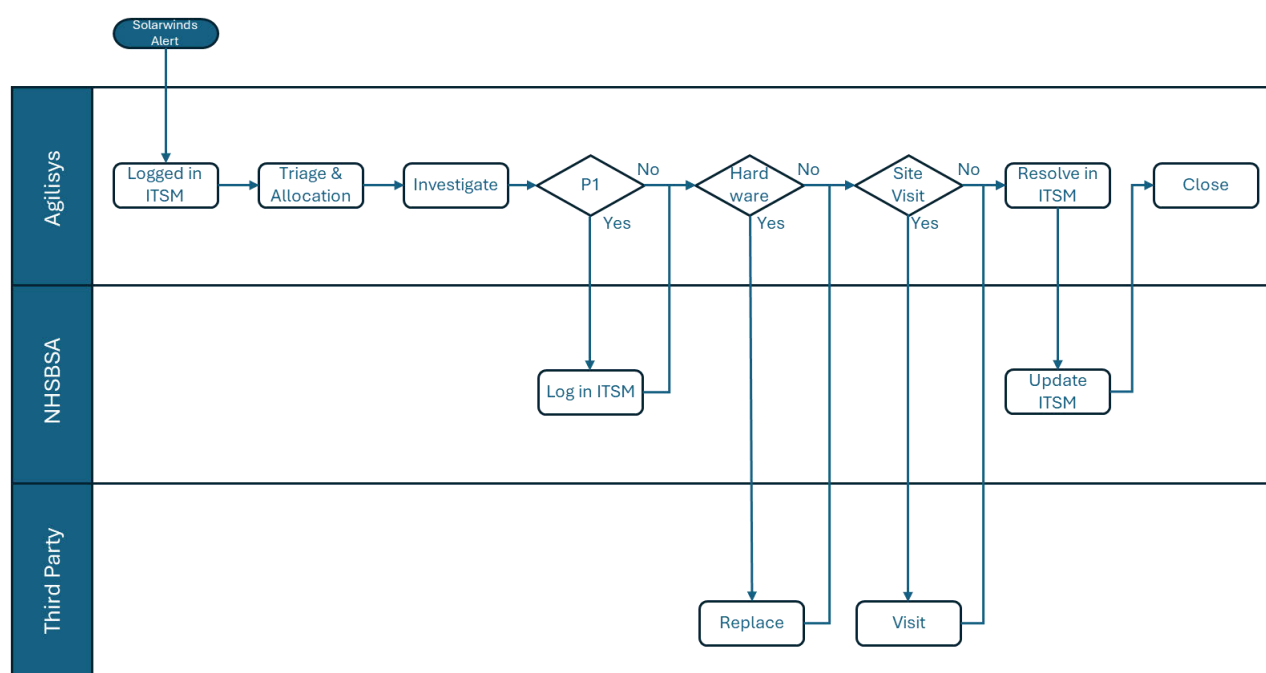 Solarwinds
Alert
Agilisys
Logged in
ITSM
Triage &
Allocation
Investigate
P1
No
Yes
Hard
ware
No
Yes
Site
Visit
No
Yes
Resolve in
ITSM
Close
NHSBSA
Log in ITSM
Update
ITSM
Third Party
Replace
Visit